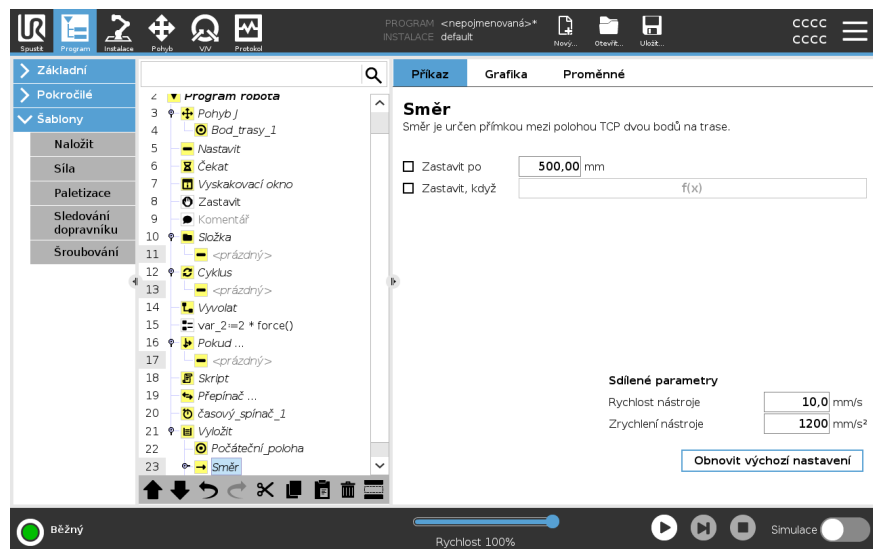 PROGRAM <nepojmenovaná>*
INSTALACE default
CCCC
CCCC
Spustit Program Instalace Pohyb V/V Protokol Nový... Otevřít... Uložit...
Základní
Pokročilé
Šablony
Naložit
Síla
Paletizace
Sledování
dopravníku
Šroubování
2 Program robota
3 Pohyb J
4 Bod_trasy_1
5 Nastavit
6 Čekat
7 Vyskakovací okno
8 Zastavit
9 Komentář
10 Složka
11 <prázdný>
12 Cyklus
13 <prázdný>
14 Vyvolat
15 var_2:=2 * force()
16 Pokud ...
17 <prázdný>
18 Skript
19 Přepínač ...
20 časový_spínač_1
21 Vyložit
22 Počáteční_poloha
23 Směr
Příkaz Grafika Proměnné
Směr
Směr je určen přímkou mezi polohou TCP dvou bodů na trase.
Zastavit po 500,00 mm
Zastavit, když f(x)
Sdílené parametry
Rychlost nástroje 10,0 mm/s
Zrychlení nástroje 1200 mm/s²
Obnovit výchozí nastavení
Běžný
Rychlost 100%
Simulace